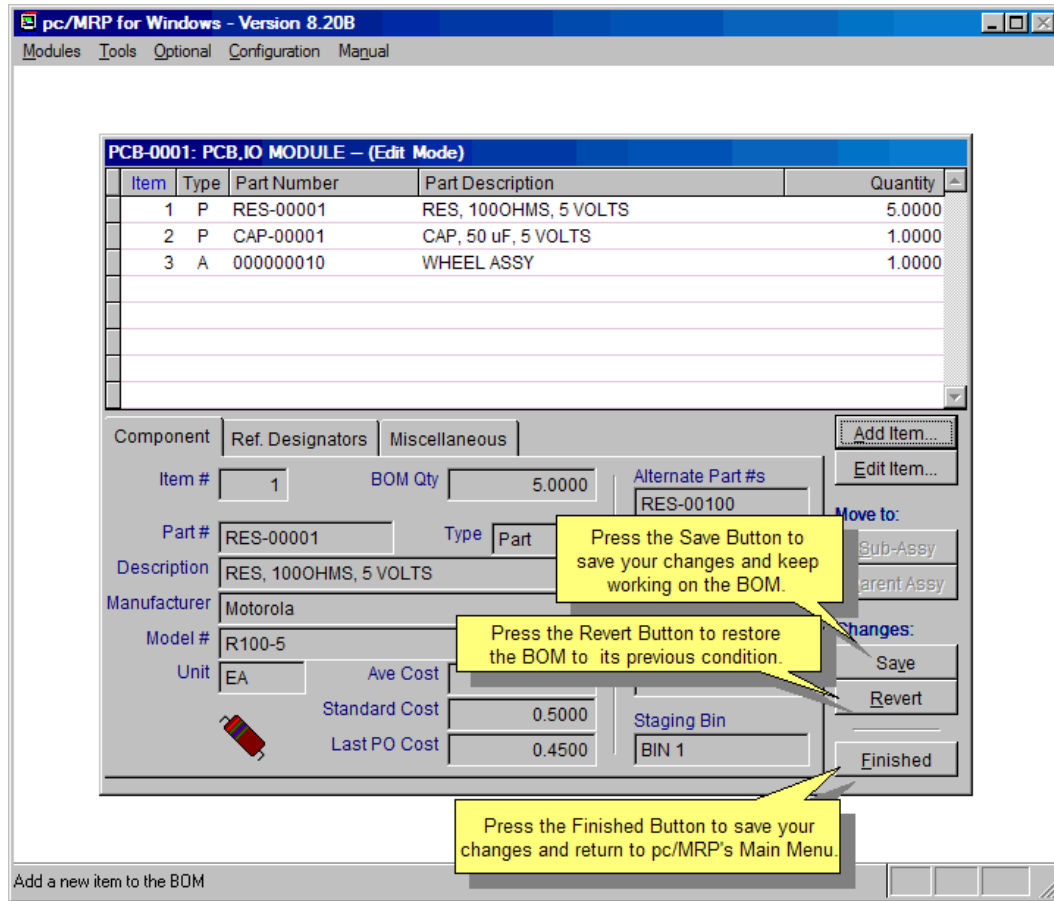 pc/MRP for Windows - Version 8.20B
Modules Tools Optional Configuration Manual
PCB-0001: PCB,IO MODULE – (Edit Mode)
Item Type Part Number Part Description Quantity
1 P RES-00001 RES, 100OHMS, 5 VOLTS 5.0000
2 P CAP-00001 CAP, 50 uF, 5 VOLTS 1.0000
3 A 000000010 WHEEL ASSY 1.0000
Component Ref. Designators Miscellaneous
Add Item...
Edit Item...
Item # 1 BOM Qty 5.0000 Alternate Part #s
RES-00100
Move to:
Part # RES-00001 Type Part
Press the Save Button to
save your changes and keep
working on the BOM.
Sub-Assy
arent Assy
Description RES, 100OHMS, 5 VOLTS
Manufacturer Motorola
Changes:
Model # R100-5
Press the Revert Button to restore
the BOM to its previous condition.
Save
Revert
Unit EA Ave Cost
Standard Cost 0.5000 Staging Bin
Last PO Cost 0.4500 BIN 1
Finished
Press the Finished Button to save your
changes and return to pc/MRP's Main Menu.
Add a new item to the BOM